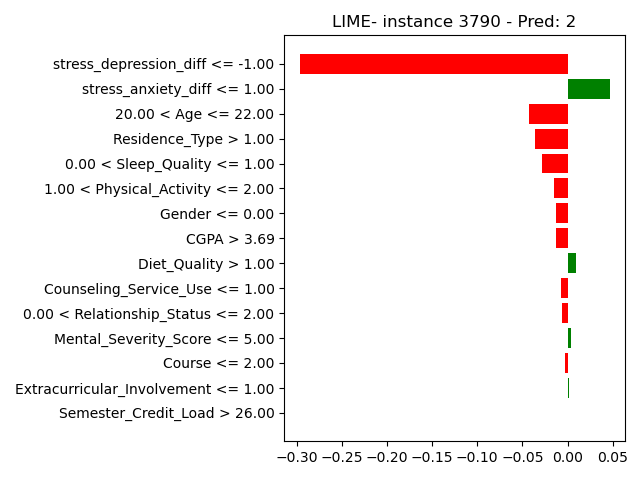 LIME- instance 3790 - Pred: 2
stress_depression_diff <= -1.00
stress_anxiety_diff <= 1.00
20.00 < Age <= 22.00
Residence_Type > 1.00
0.00 < Sleep_Quality <= 1.00
1.00 < Physical_Activity <= 2.00
Gender <= 0.00
CGPA > 3.69
Diet_Quality > 1.00
Counseling_Service_Use <= 1.00
0.00 < Relationship_Status <= 2.00
Mental_Severity_Score <= 5.00
Course <= 2.00
Extracurricular_Involvement <= 1.00
Semester_Credit_Load > 26.00
−0.30 −0.25 −0.20 −0.15 −0.10 −0.05 0.00 0.05